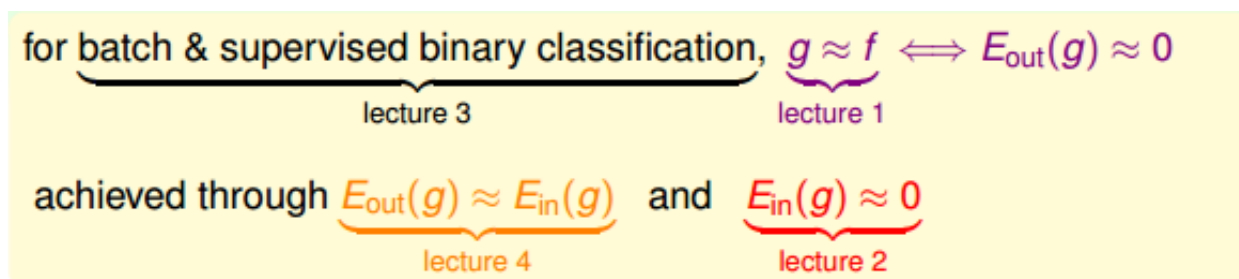 for batch & supervised binary classification, g ≈ f ⟺ E_out(g) ≈ 0
lecture 3 lecture 1
achieved through E_out(g) ≈ E_in(g) and E_in(g) ≈ 0
lecture 4 lecture 2